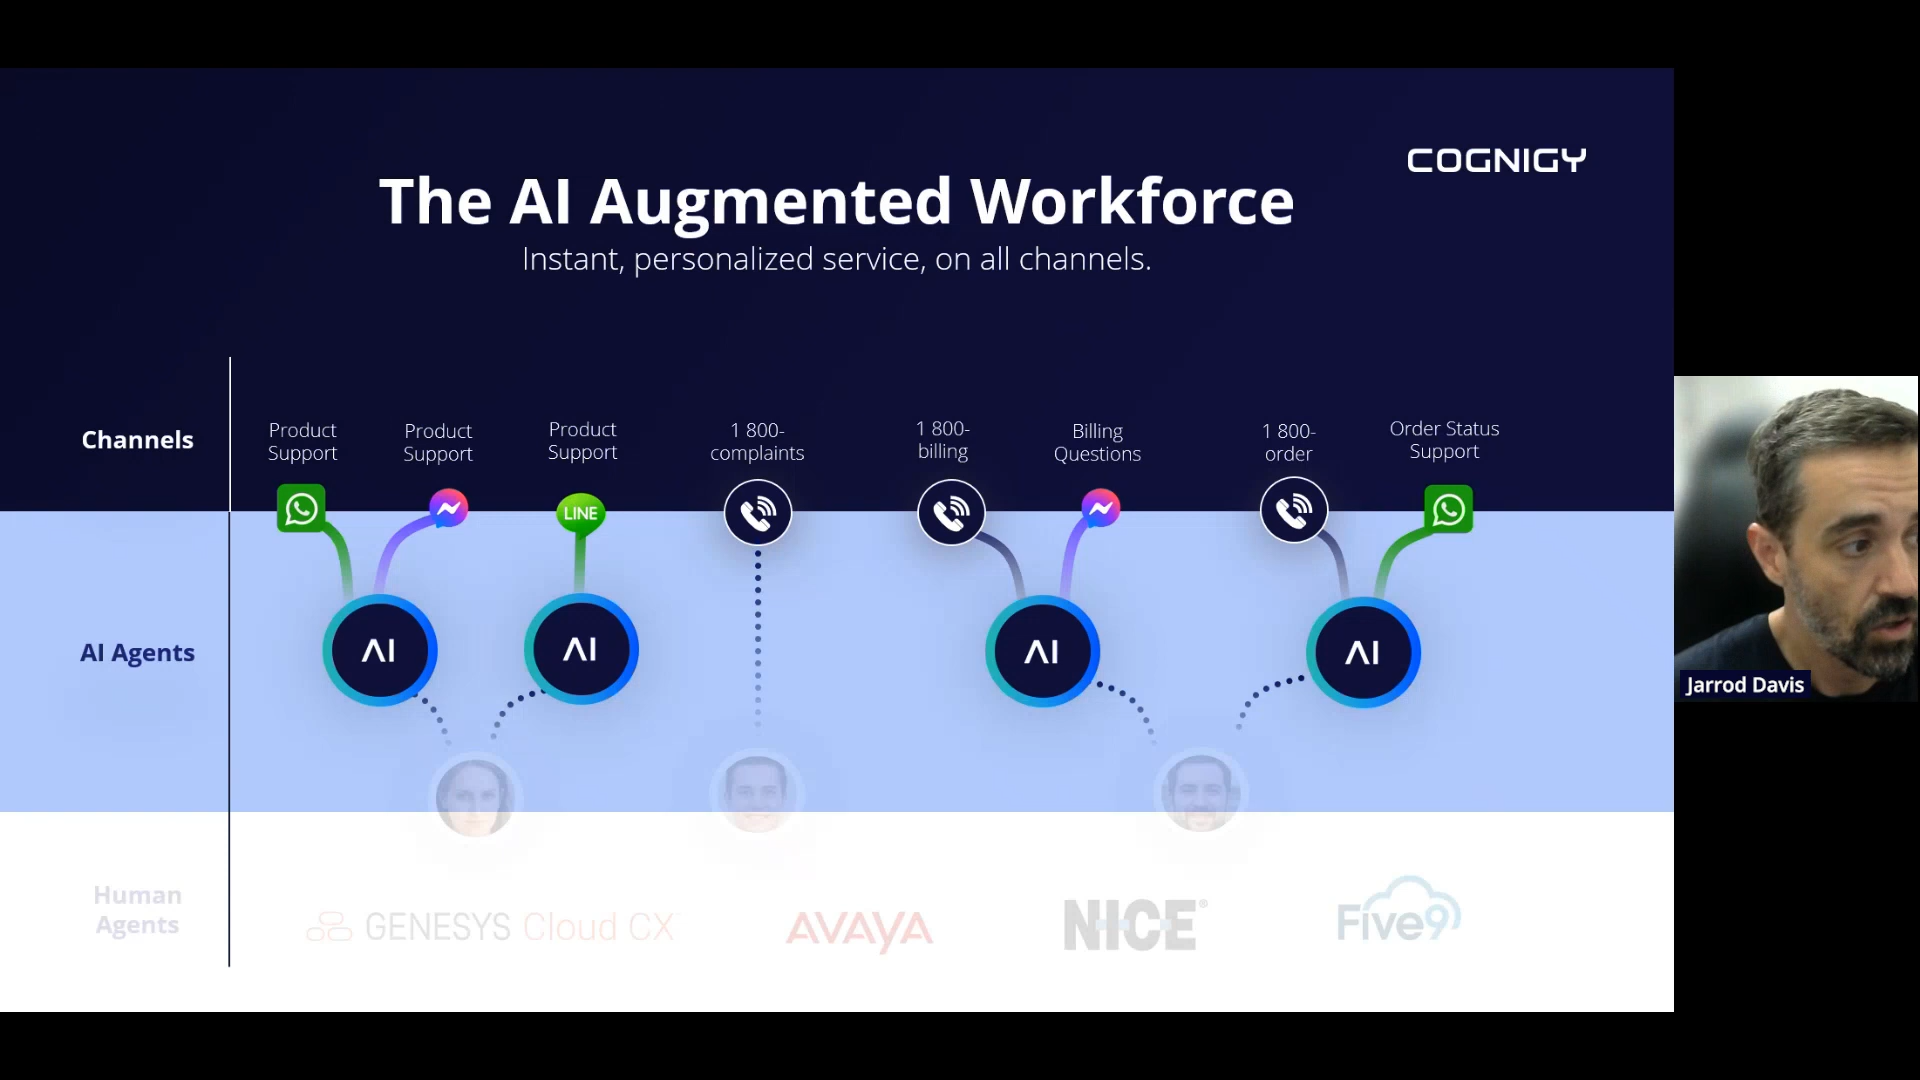 COGNIGY
The AI Augmented Workforce
Instant, personalized service, on all channels.
Channels
Product
Support
Product
Support
Product
Support
1 800-
complaints
1 800-
billing
Billing
Questions
1 800-
order
Order Status
Support
LINE
AI Agents
AI
AI
AI
AI
Jarrod Davis
Human
Agents
GENESYS Cloud CX
AVAYA
NICE®
Five9